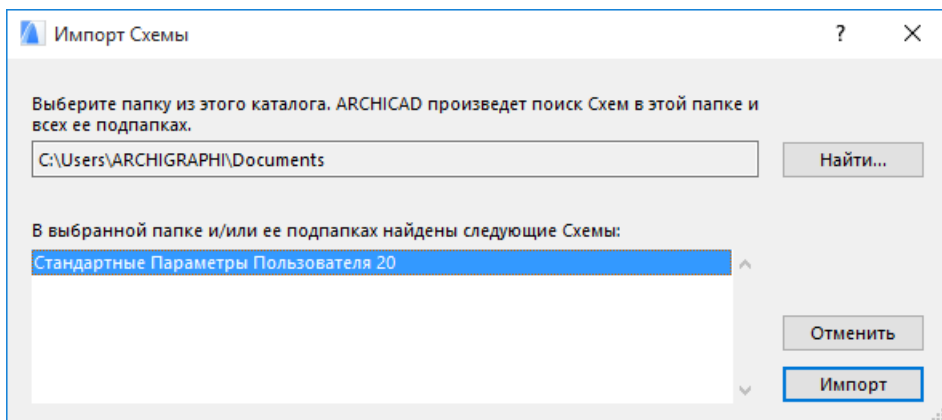 Импорт Схемы
?
Выберите папку из этого каталога. ARCHICAD произведет поиск Схем в этой папке и
всех ее подпапках.
C:\Users\ARCHIGRAPHI\Documents
Найти...
В выбранной папке и/или ее подпапках найдены следующие Схемы:
Стандартные Параметры Пользователя 20
Отменить
Импорт